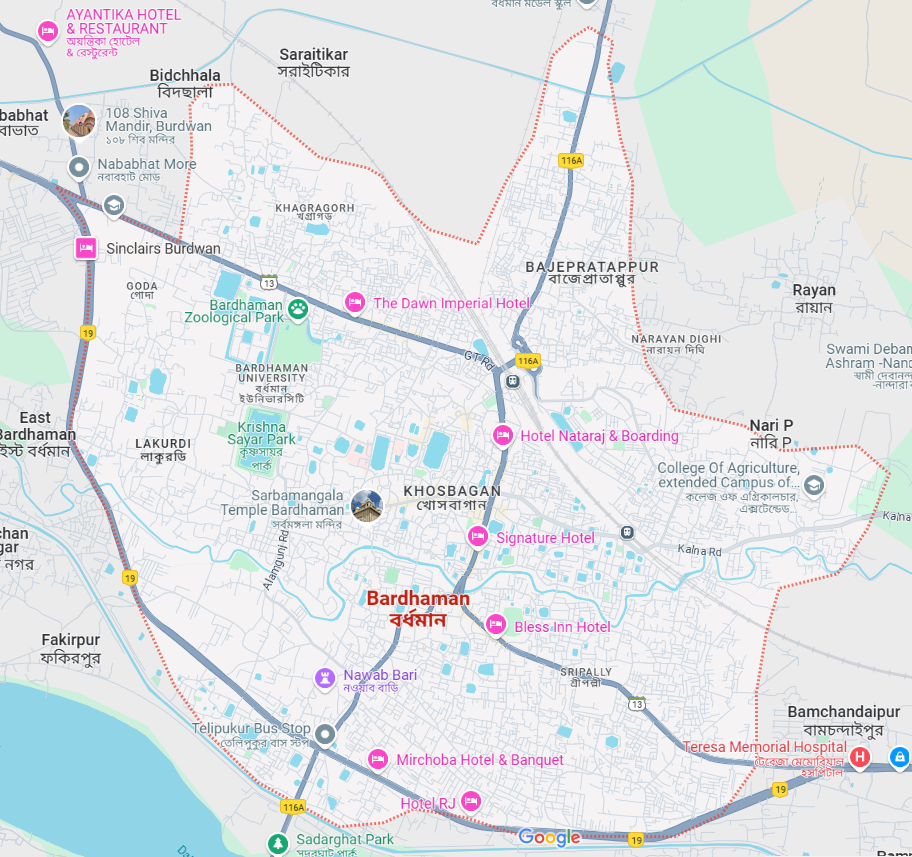 বর্ধমান মডেল স্কুল
AYANTIKA HOTEL
& RESTAURANT
অয়ন্তিকা হোটেল
& রেস্টুরেন্ট
Saraitikar
সরাইটিকার
Bidchhala
বিদছালা
108 Shiva
Mandir, Burdwan
১০৮ শিব মন্দির
babhat
বাভাত
116A
Nababhat More
নবাবহাট মোড়
KHAGRAGORH
খাগ্রাগড়
Sinclairs Burdwan
BAJEPRATAPPUR
বাজেপ্রতাপুর
13
GODA
গোদা
Rayan
রায়ান
Bardhaman
Zoological Park
The Dawn Imperial Hotel
19
NARAYAN DIGHI
নারায়ন দিঘি
GT Rd
116A
Swami Deban
Ashram -Nand
স্বামী দেবানন্দ
-নান্দারা
BARDHAMAN
UNIVERSITY
বর্ধমান
ইউনিভারসিটি
East
Bardhaman
ইস্ট বর্ধমান
Krishna
Sayar Park
কৃষ্ণসায়র
পার্ক
Nari P
নারি P
LAKURDI
লাকুরডি
Hotel Nataraj & Boarding
College Of Agriculture,
extended Campus of...
কলেজ ওফ এগ্রিকালচার,
এক্সটেন্ডেড...
Sarbamangala
Temple Bardhaman
সর্বমঙ্গলা মন্দির
KHOSBAGAN
খোসবাগান
Kalna
chan
gar
নগর
Signature Hotel
Kalna Rd
Alamgunj Rd
19
Bardhaman
বর্ধমান
Bless Inn Hotel
Fakirpur
ফকিরপুর
Nawab Bari
নওয়াব বাড়ি
SRIPALLY
শ্রীপল্লী
13
Bamchandaipur
বামচন্দাইপুর
Telipukur Bus Stop
তেলিপুকুর বাস স্টপ
Teresa Memorial Hospital
টেরেজা মেমোরিয়াল
হসপিটাল
H
Mirchoba Hotel & Banquet
19
116A
Hotel RJ
Google
19
Sadarghat Park
সদরঘাট পার্ক